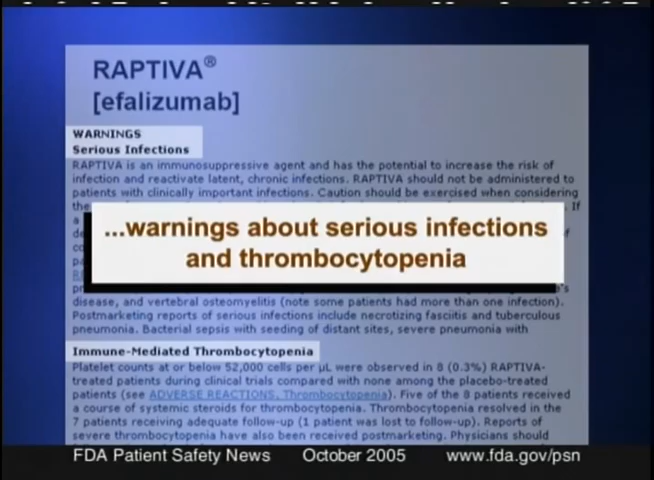 RAPTIVA®
[efalizumab]
WARNINGS
Serious Infections
RAPTIVA is an immunosuppressive agent and has the potential to increase the risk of
infection and reactivate latent, chronic infections. RAPTIVA should not be administered to
patients with clinically important infections. Caution should be exercised when considering
the
If
a
...warnings about serious infections
and thrombocytopenia
disease, and vertebral osteomyelitis (note some patients had more than one infection).
Postmarketing reports of serious infections include necrotizing fasciitis and tuberculous
pneumonia. Bacterial sepsis with seeding of distant sites, severe pneumonia with
Immune-Mediated Thrombocytopenia
Platelet counts at or below 52,000 cells per µL were observed in 8 (0.3%) RAPTIVA-
treated patients during clinical trials compared with none among the placebo-treated
patients (see ADVERSE REACTIONS, Thrombocytopenia). Five of the 8 patients received
a course of systemic steroids for thrombocytopenia. Thrombocytopenia resolved in the
7 patients receiving adequate follow-up (1 patient was lost to follow-up). Reports of
severe thrombocytopenia have also been received postmarketing. Physicians should
FDA Patient Safety News October 2005 www.fda.gov/psn